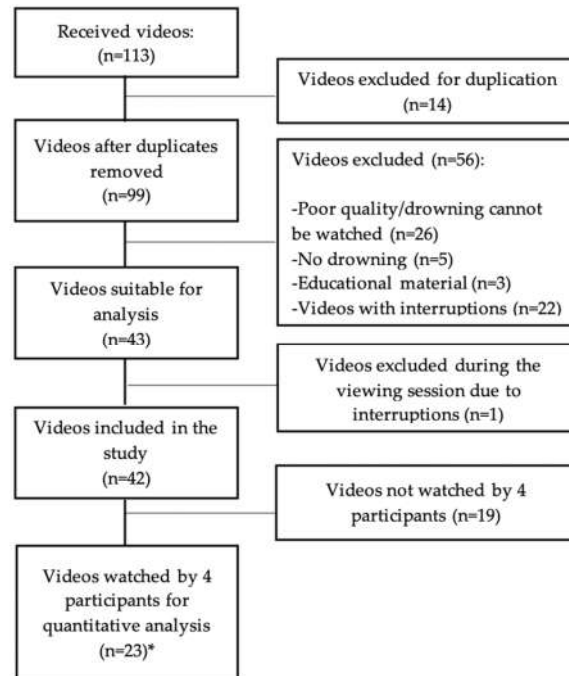 Received videos:
(n=113)
Videos excluded for duplication
(n=14)
Videos after duplicates
removed
(n=99)
Videos excluded (n=56):
-Poor quality/drowning cannot
be watched (n=26)
-No drowning (n=5)
-Educational material (n=3)
-Videos with interruptions (n=22)
Videos suitable for
analysis
(n=43)
Videos excluded during the
viewing session due to
interruptions (n=1)
Videos included in the
study
(n=42)
Videos not watched by 4
participants (n=19)
Videos watched by 4
participants for
quantitative analysis
(n=23)*